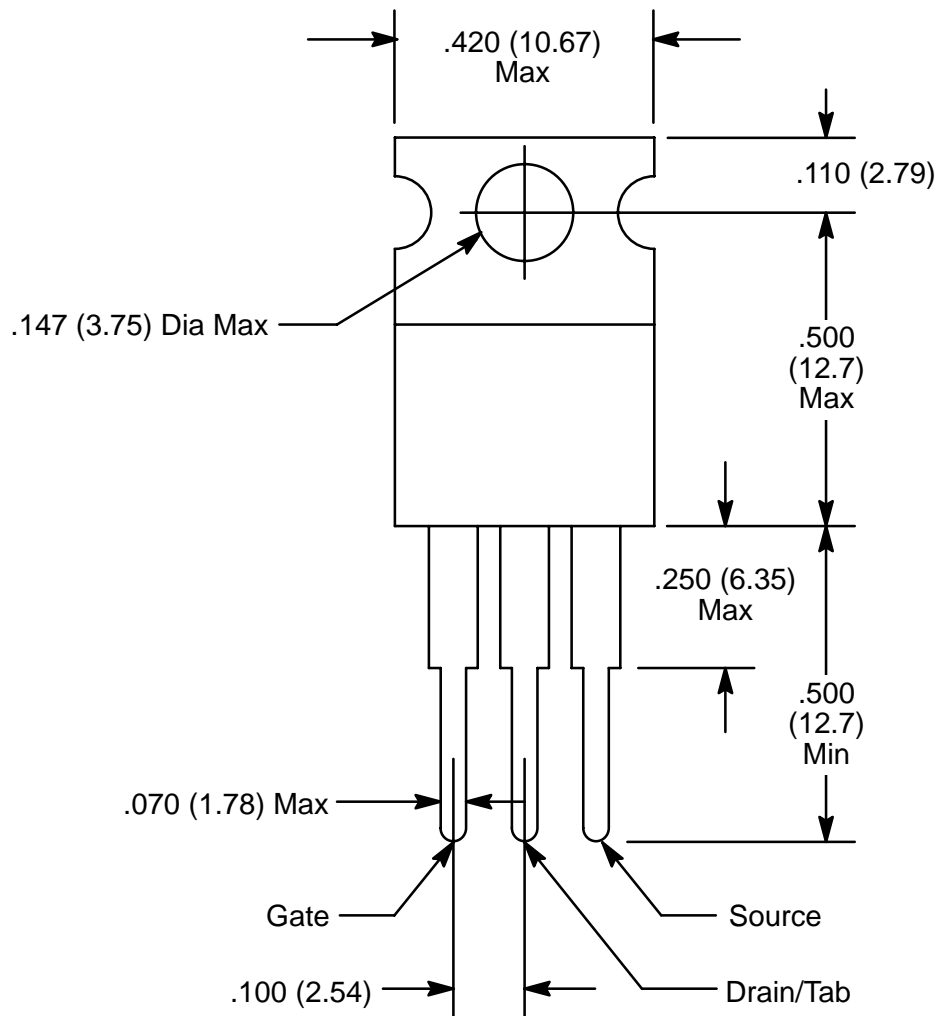 .420 (10.67)
Max
.110 (2.79)
.147 (3.75) Dia Max
.500
(12.7)
Max
.250 (6.35)
Max
.500
(12.7)
Min
.070 (1.78) Max
Gate
Source
.100 (2.54)
Drain/Tab